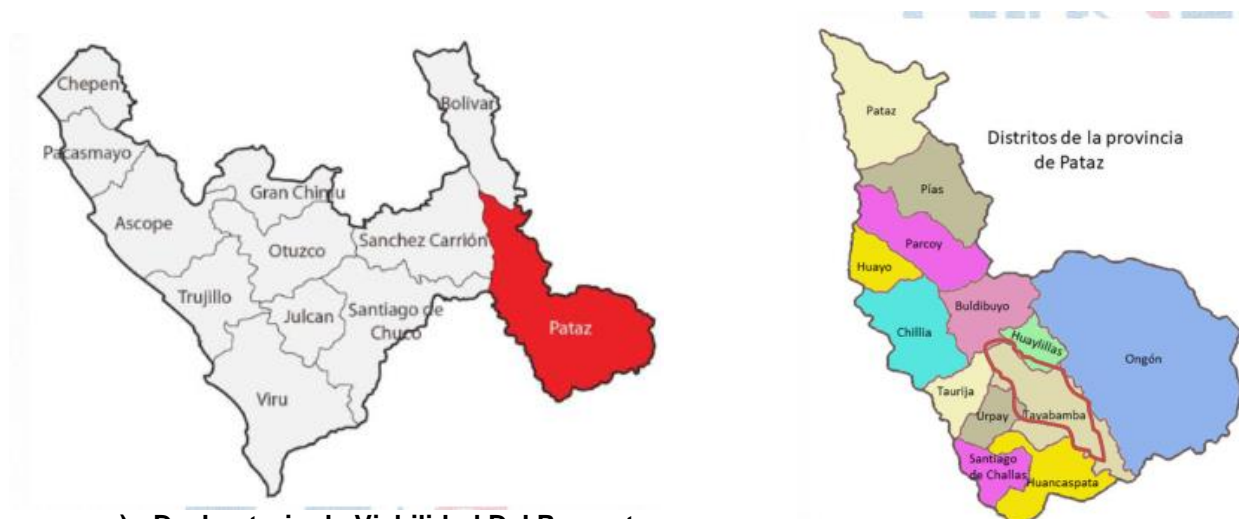 Chepen
Pacasmayo
Ascope
Gran Chimu
Otuzco
Trujillo
Julcan
Viru
Santiago de
Chuco
Sanchez Carrión
Bolivar
Pataz
Distritos de la provincia
de Pataz
Pataz
Pías
Parcoy
Huayo
Buldibuyo
Chillia
Huaylillas
Ongón
Taurija
Urpay
Tayabamba
Santiago
de Challas
Huancaspata